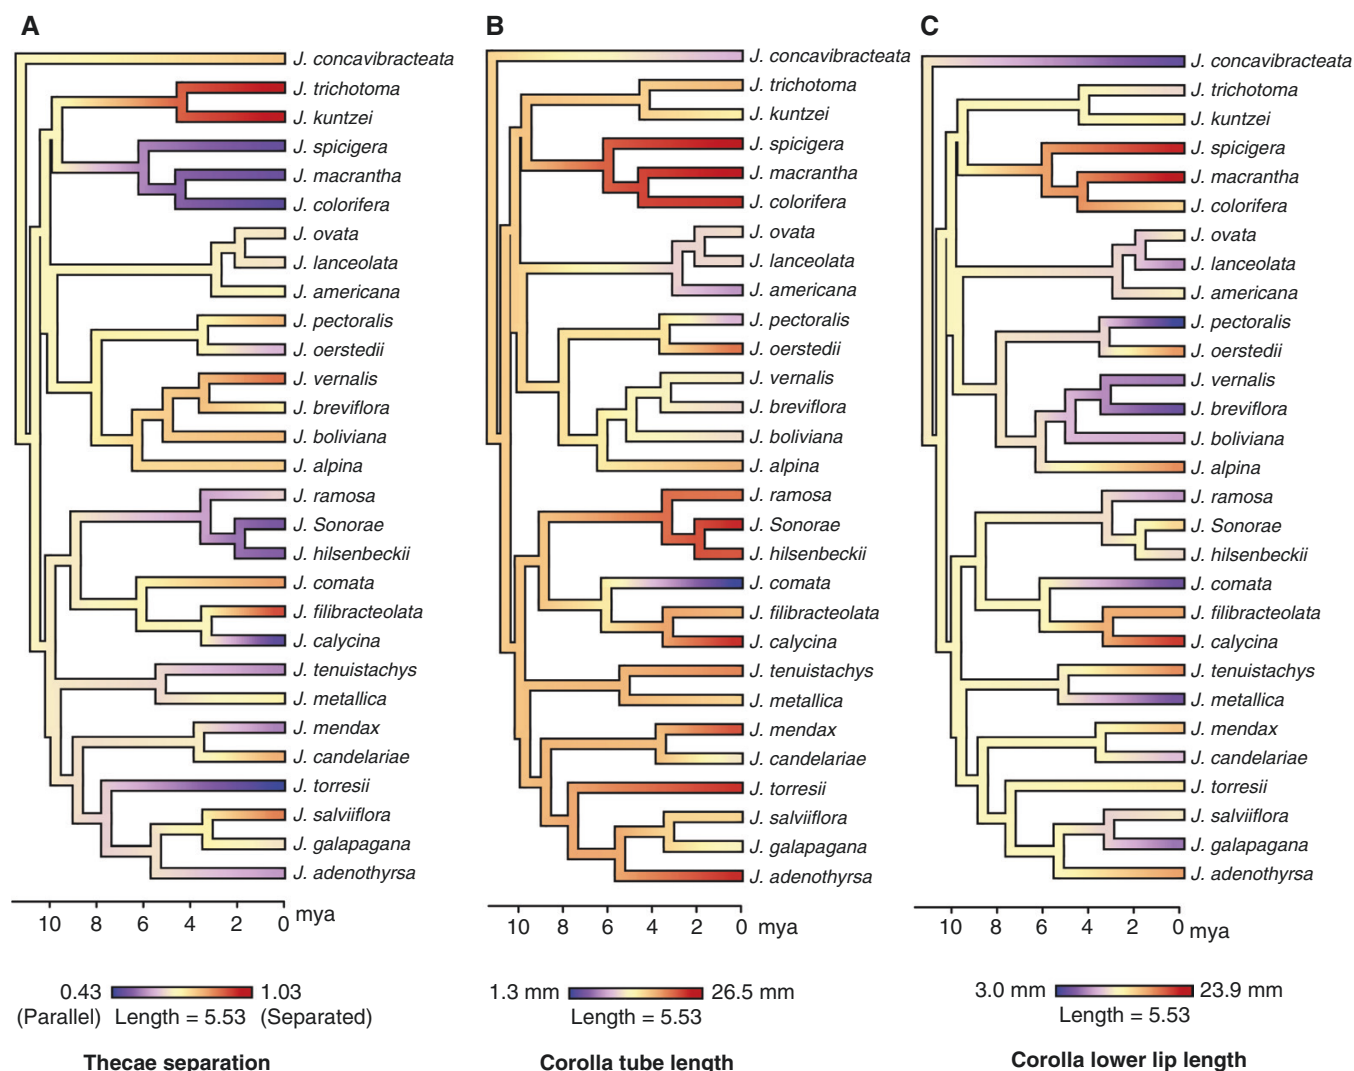 A
J. concavibracteata
J. trichotoma
J. kuntzei
J. spicigera
J. macrantha
J. colorifera
J. ovata
J. lanceolata
J. americana
J. pectoralis
J. oerstedii
J. vernalis
J. breviflora
J. boliviana
J. alpina
J. ramosa
J. Sonorae
J. hilsenbeckii
J. comata
J. filibracteolata
J. calycina
J. tenuistachys
J. metallica
J. mendax
J. candelariae
J. torresii
J. salviiflora
J. galapagana
J. adenothyrsa
10 8 6 4 2 0 mya
0.43 1.03
(Parallel) Length = 5.53 (Separated)
Thecae separation
B
J. concavibracteata
J. trichotoma
J. kuntzei
J. spicigera
J. macrantha
J. colorifera
J. ovata
J. lanceolata
J. americana
J. pectoralis
J. oerstedii
J. vernalis
J. breviflora
J. boliviana
J. alpina
J. ramosa
J. Sonorae
J. hilsenbeckii
J. comata
J. filibracteolata
J. calycina
J. tenuistachys
J. metallica
J. mendax
J. candelariae
J. torresii
J. salviiflora
J. galapagana
J. adenothyrsa
10 8 6 4 2 0 mya
1.3 mm 26.5 mm
Length = 5.53
Corolla tube length
C
J. concavibracteata
J. trichotoma
J. kuntzei
J. spicigera
J. macrantha
J. colorifera
J. ovata
J. lanceolata
J. americana
J. pectoralis
J. oerstedii
J. vernalis
J. breviflora
J. boliviana
J. alpina
J. ramosa
J. Sonorae
J. hilsenbeckii
J. comata
J. filibracteolata
J. calycina
J. tenuistachys
J. metallica
J. mendax
J. candelariae
J. torresii
J. salviiflora
J. galapagana
J. adenothyrsa
10 8 6 4 2 0 mya
3.0 mm 23.9 mm
Length = 5.53
Corolla lower lip length